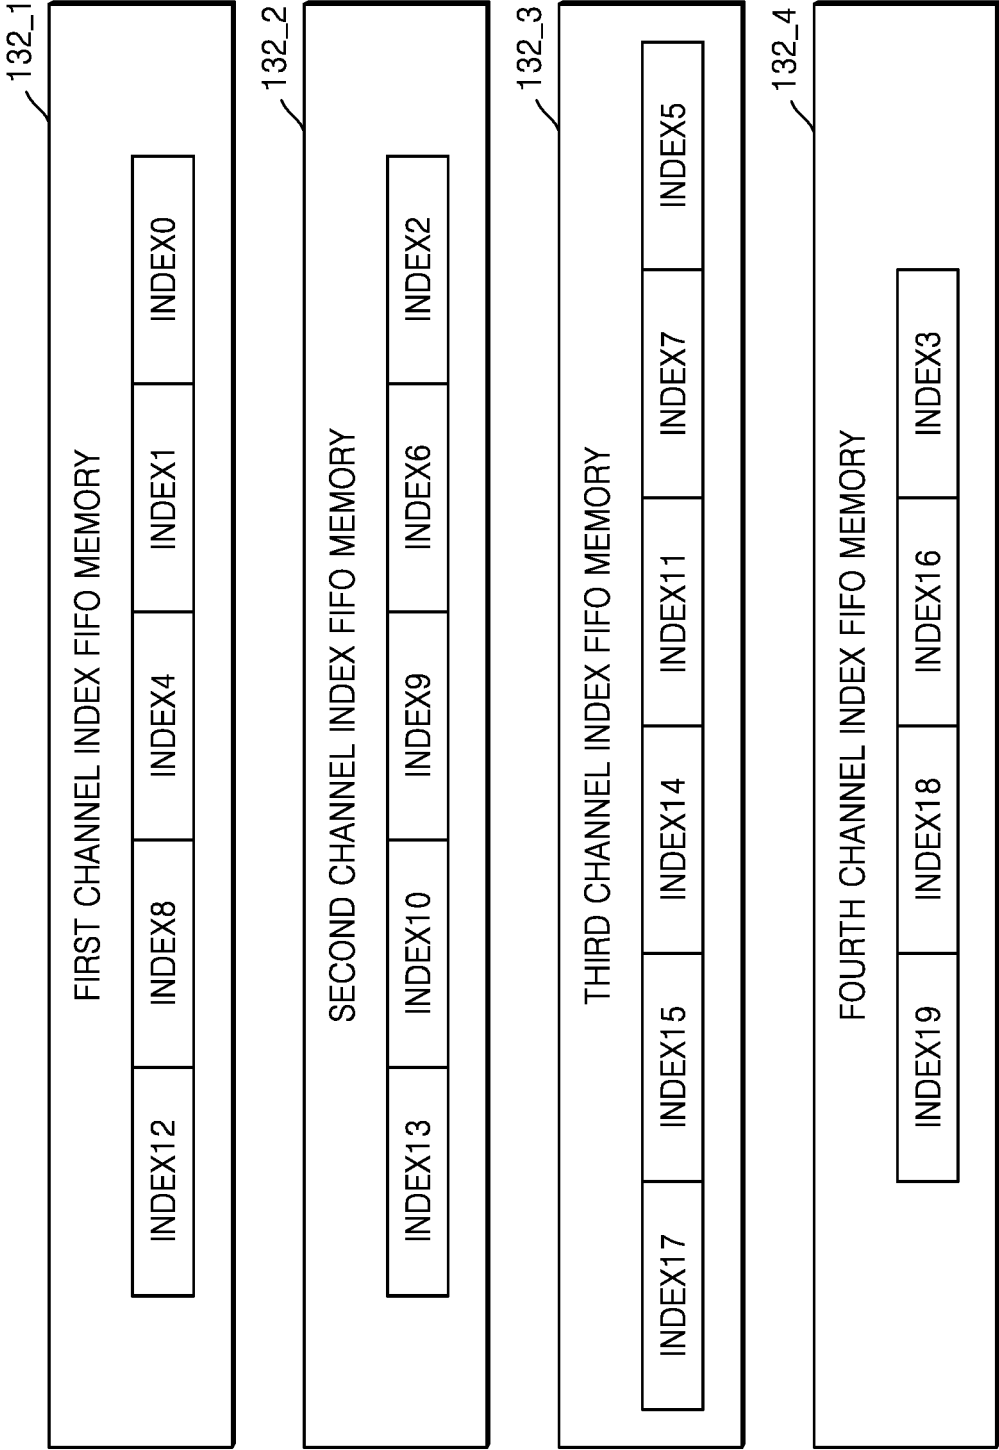 132_1
FIRST CHANNEL INDEX FIFO MEMORY
INDEX12 INDEX8 INDEX4 INDEX1 INDEX0
132_2
SECOND CHANNEL INDEX FIFO MEMORY
INDEX13 INDEX10 INDEX9 INDEX6 INDEX2
132_3
THIRD CHANNEL INDEX FIFO MEMORY
INDEX17 INDEX15 INDEX14 INDEX11 INDEX7 INDEX5
132_4
FOURTH CHANNEL INDEX FIFO MEMORY
INDEX19 INDEX18 INDEX16 INDEX3